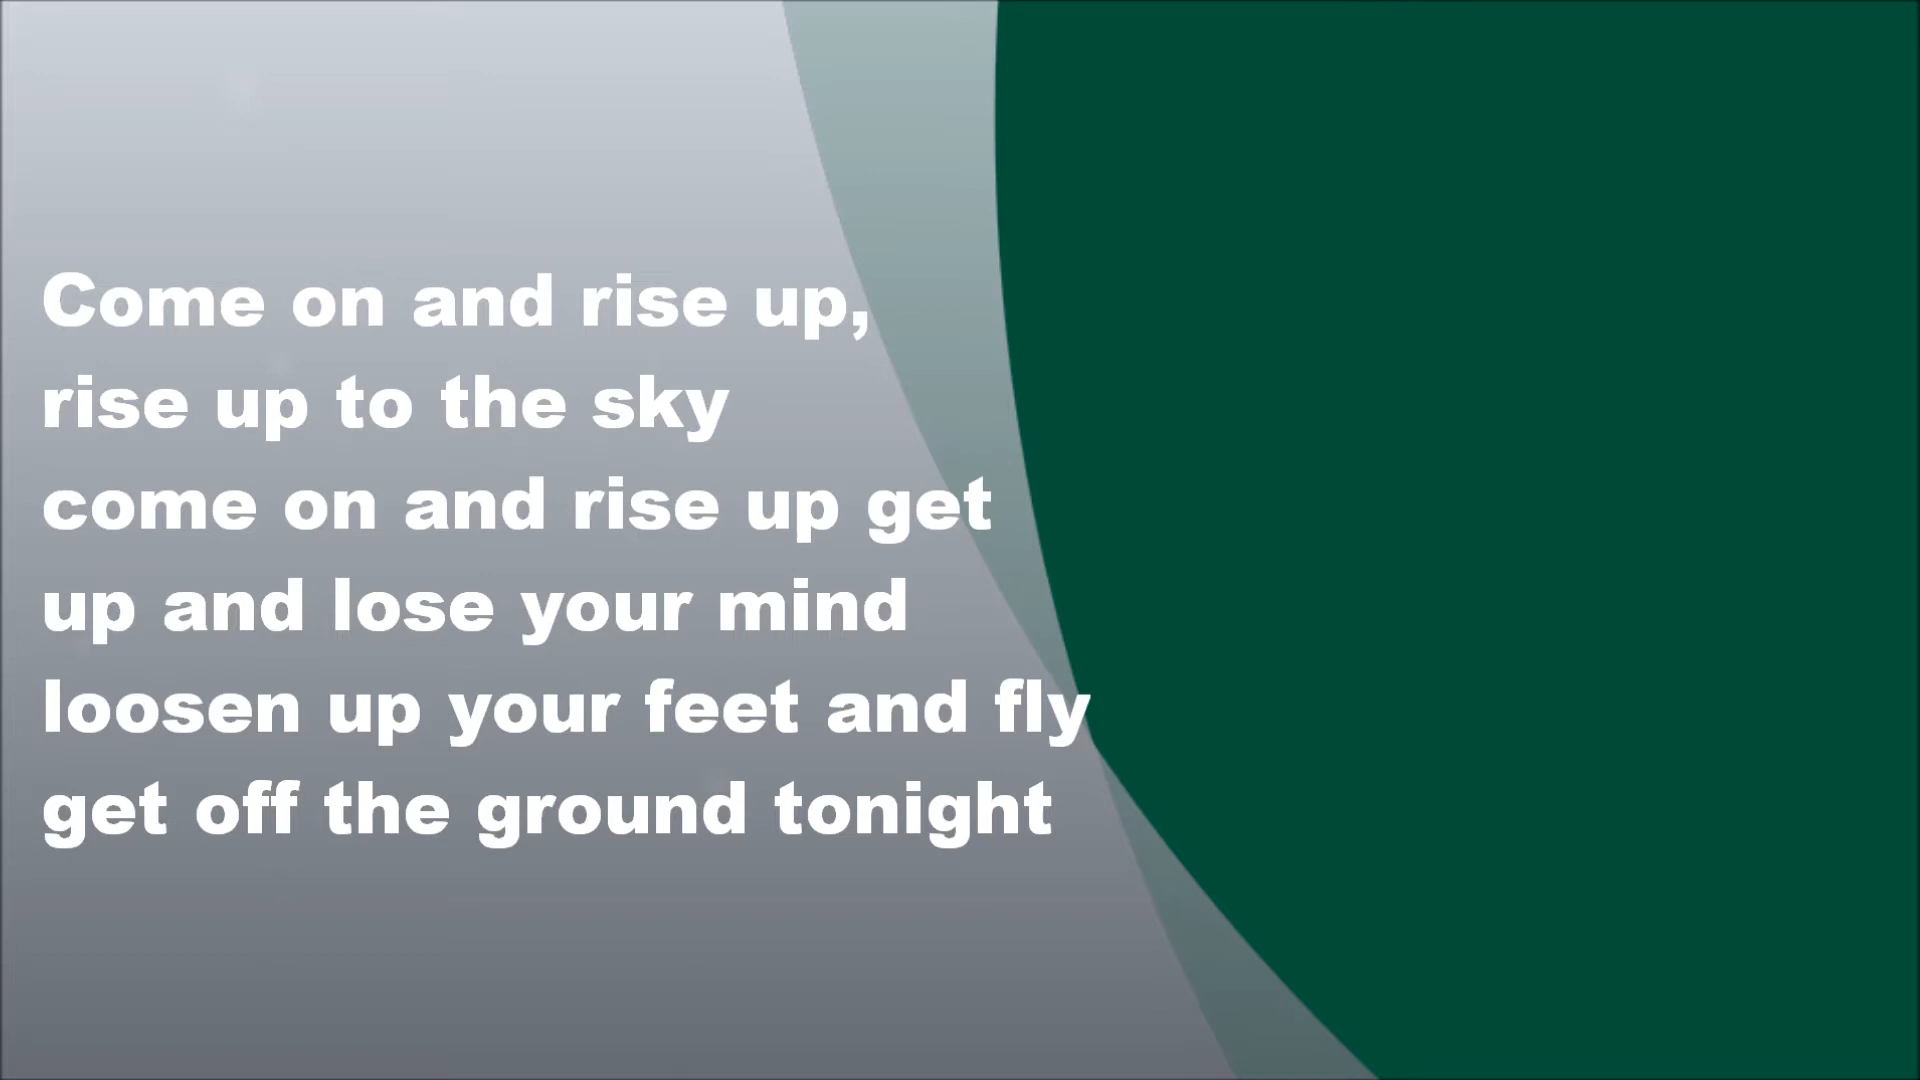 Come on and rise up,
rise up to the sky
come on and rise up get
up and lose your mind
loosen up your feet and fly
get off the ground tonight